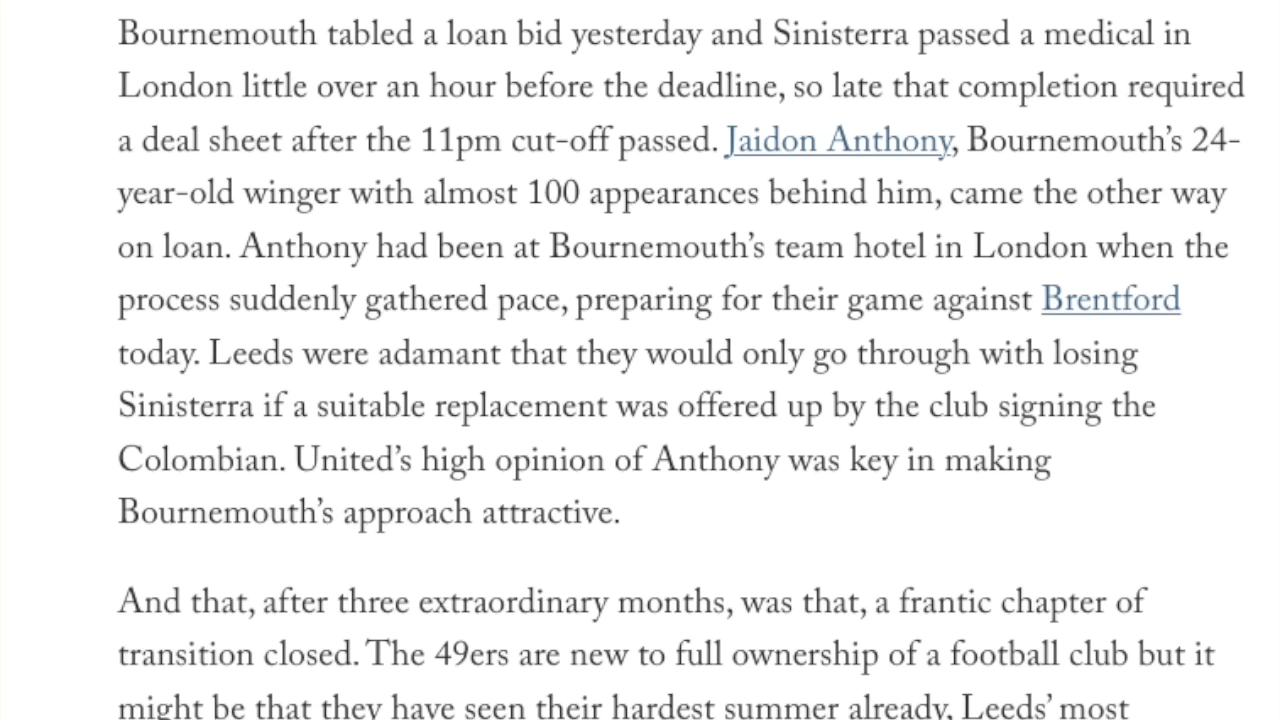 Bournemouth tabled a loan bid yesterday and Sinisterra passed a medical in
London little over an hour before the deadline, so late that completion required
a deal sheet after the 11pm cut-off passed. Jaidon Anthony, Bournemouth’s 24-
year-old winger with almost 100 appearances behind him, came the other way
on loan. Anthony had been at Bournemouth’s team hotel in London when the
process suddenly gathered pace, preparing for their game against Brentford
today. Leeds were adamant that they would only go through with losing
Sinisterra if a suitable replacement was offered up by the club signing the
Colombian. United’s high opinion of Anthony was key in making
Bournemouth’s approach attractive.
And that, after three extraordinary months, was that, a frantic chapter of
transition closed. The 49ers are new to full ownership of a football club but it
might be that they have seen their hardest summer already, Leeds’ most